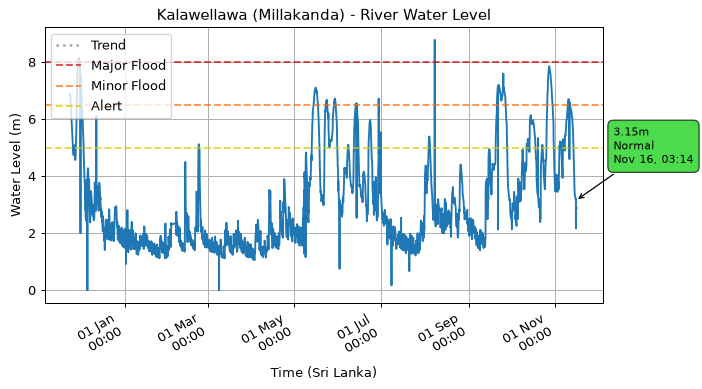 Kalawellawa (Millakanda) - River Water Level
Trend
Major Flood
Minor Flood
Alert
3.15m
Normal
Nov 16, 03:14
Water Level (m)
8
6
4
2
0
01 Jan
00:00
01 Mar
00:00
01 May
00:00
01 Jul
00:00
01 Sep
00:00
01 Nov
00:00
Time (Sri Lanka)